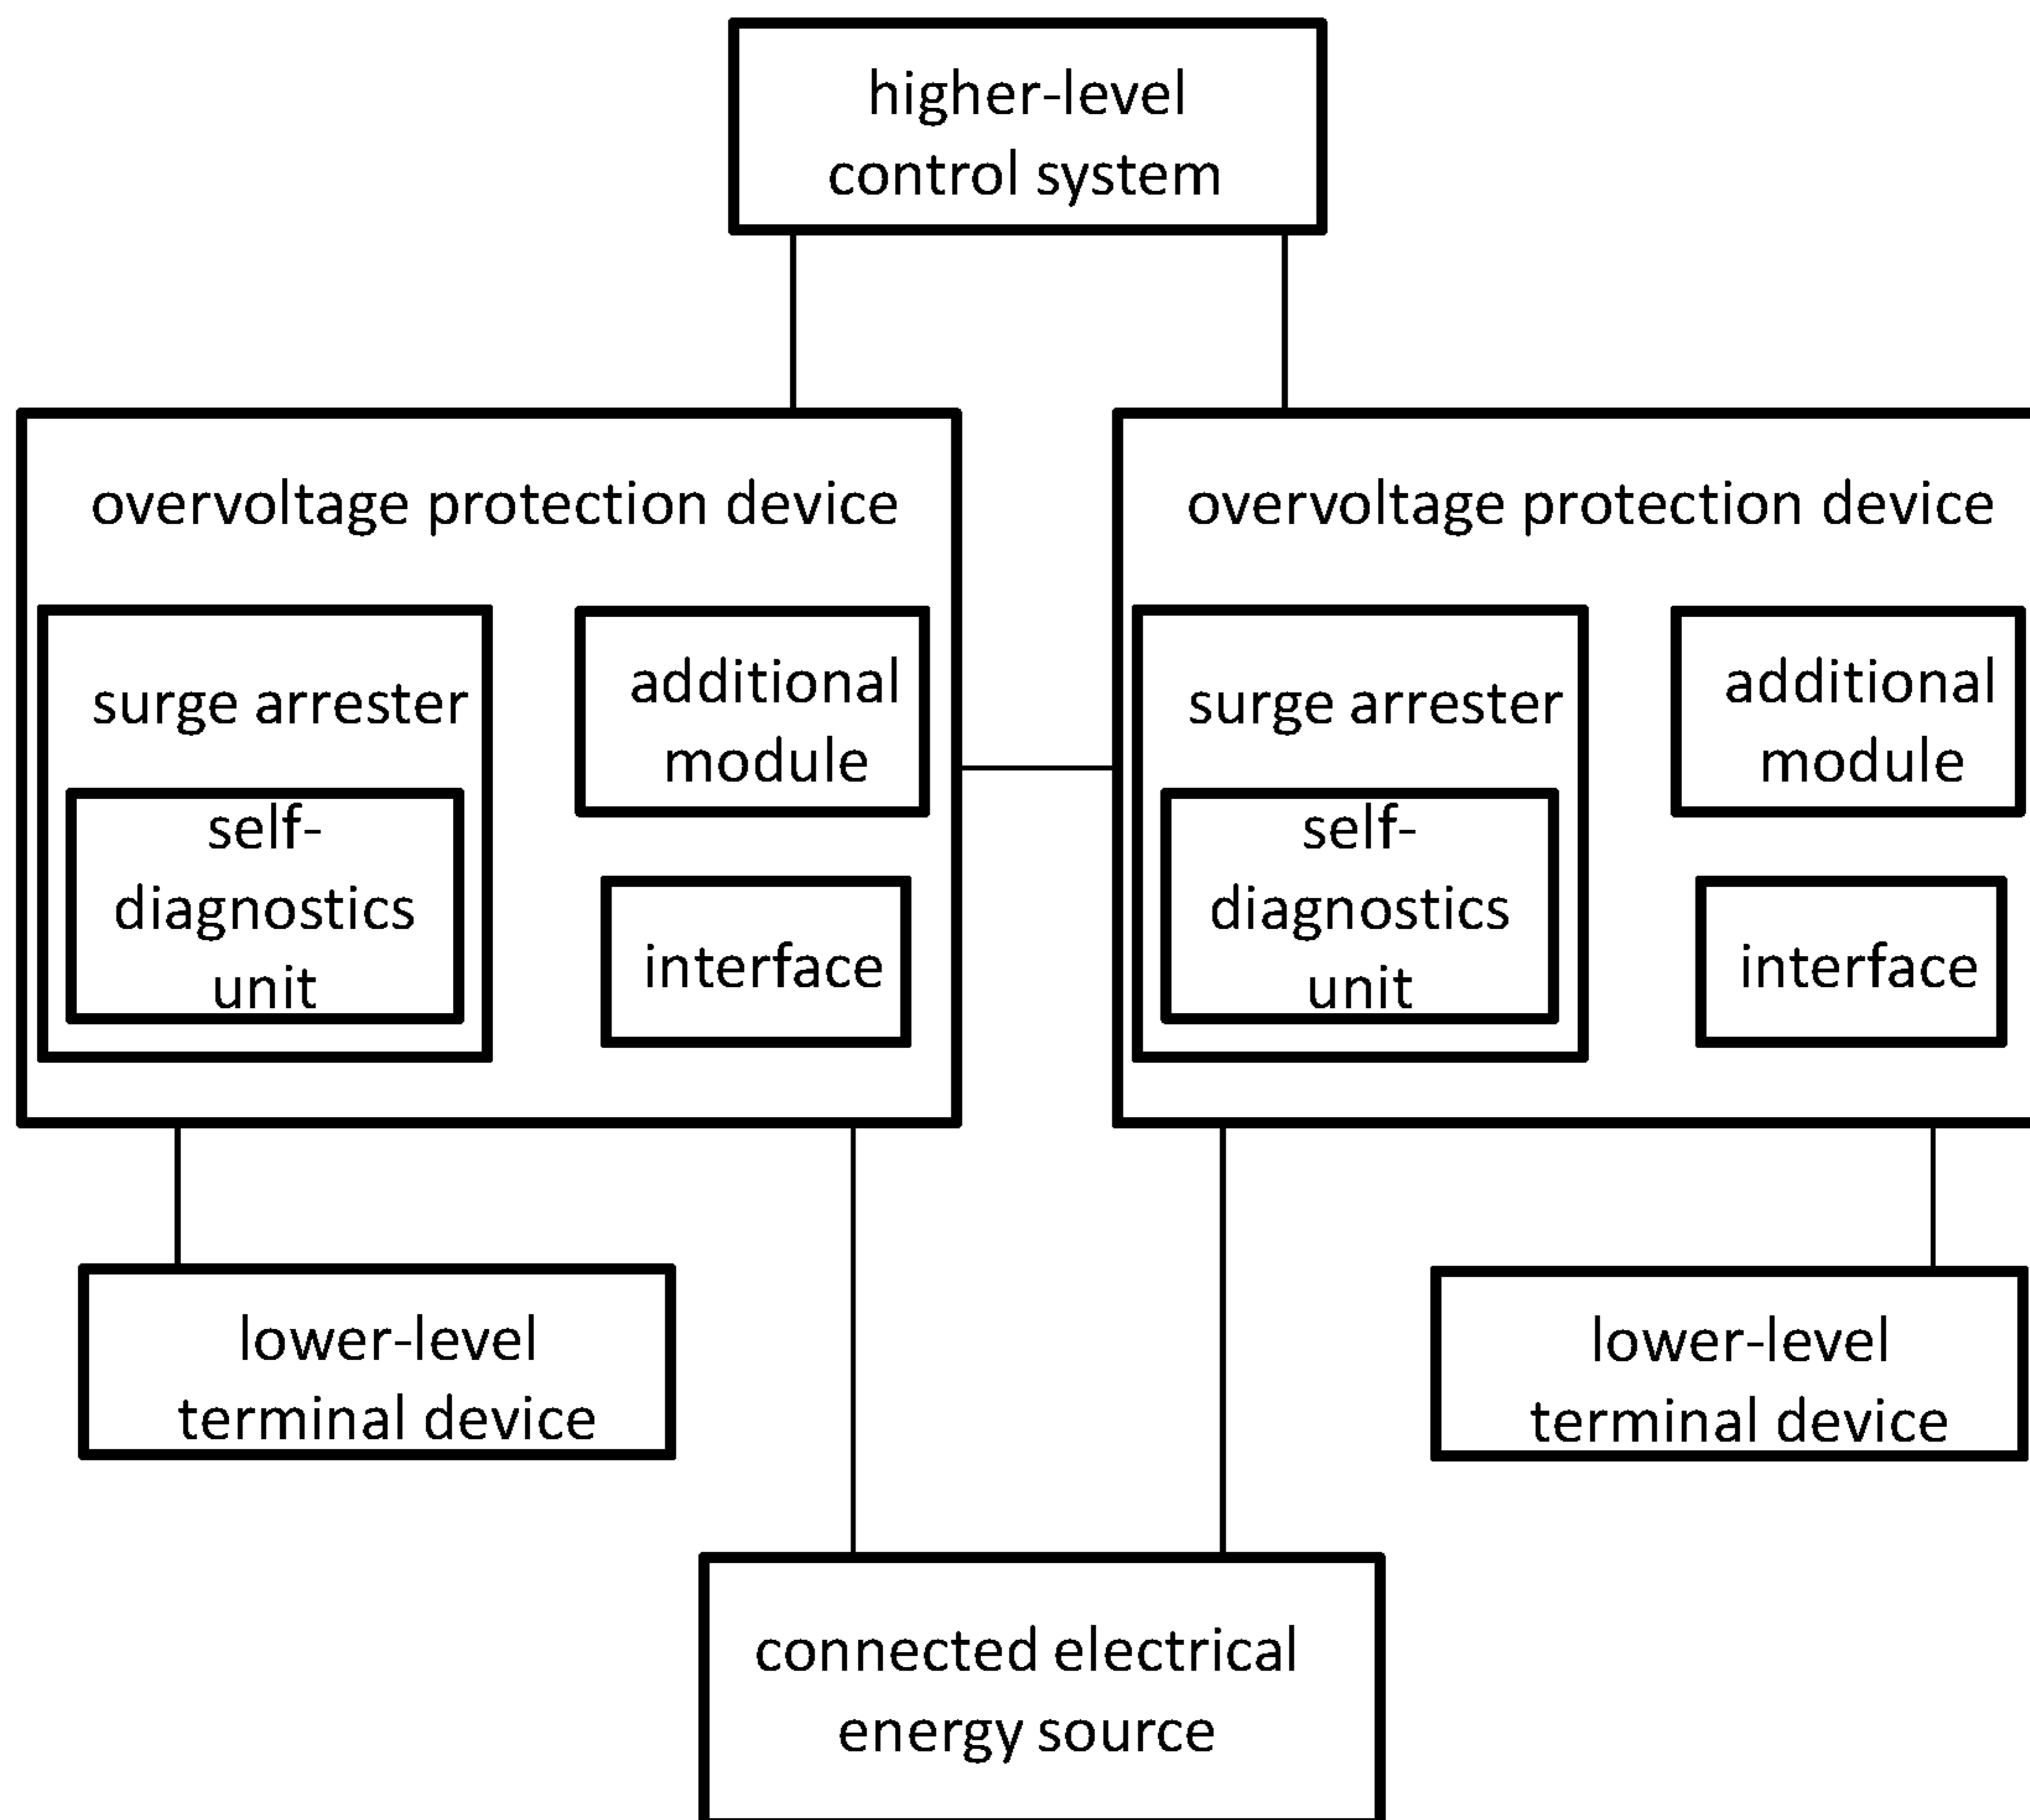 higher-level
control system
overvoltage protection device
surge arrester
self-
diagnostics
unit
additional
module
interface
overvoltage protection device
surge arrester
self-
diagnostics
unit
additional
module
interface
lower-level
terminal device
lower-level
terminal device
connected electrical
energy source